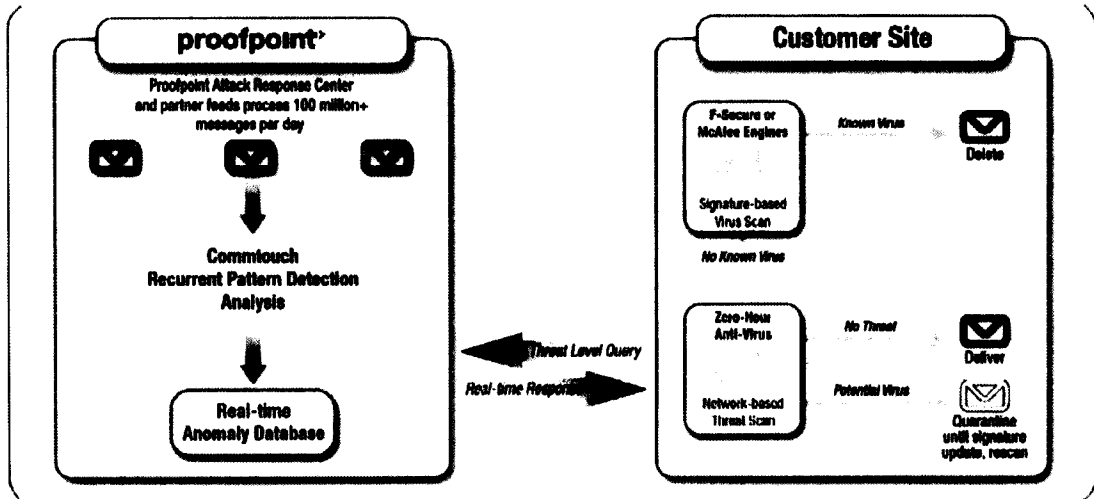 proofpoint
Proofpoint Attack Response Center
and partner feeds process 100 million+
messages per day
Commtouch
Recurrent Pattern Detection
Analysis
Real-time
Anomaly Database
Threat Level Query
Real-time Response
Customer Site
F-Secure or
McAfee Engines
Signature-based
Virus Scan
Known Virus
Delete
No Known Virus
Zero-Hour
Anti-Virus
Network-based
Threat Scan
No Threat
Deliver
Potential Virus
Quarantine
until signature
update, rescan